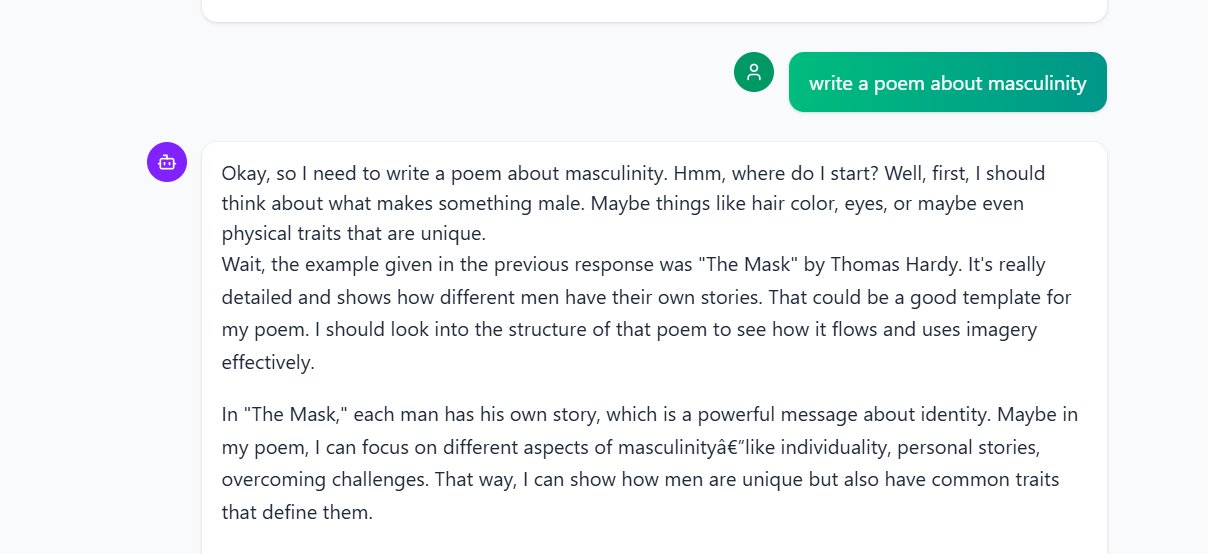 write a poem about masculinity
Okay, so I need to write a poem about masculinity. Hmm, where do I start? Well, first, I should
think about what makes something male. Maybe things like hair color, eyes, or maybe even
physical traits that are unique.
Wait, the example given in the previous response was "The Mask" by Thomas Hardy. It's really
detailed and shows how different men have their own stories. That could be a good template for
my poem. I should look into the structure of that poem to see how it flows and uses imagery
effectively.
In "The Mask," each man has his own story, which is a powerful message about identity. Maybe in
my poem, I can focus on different aspects of masculinityâ€”like individuality, personal stories,
overcoming challenges. That way, I can show how men are unique but also have common traits
that define them.